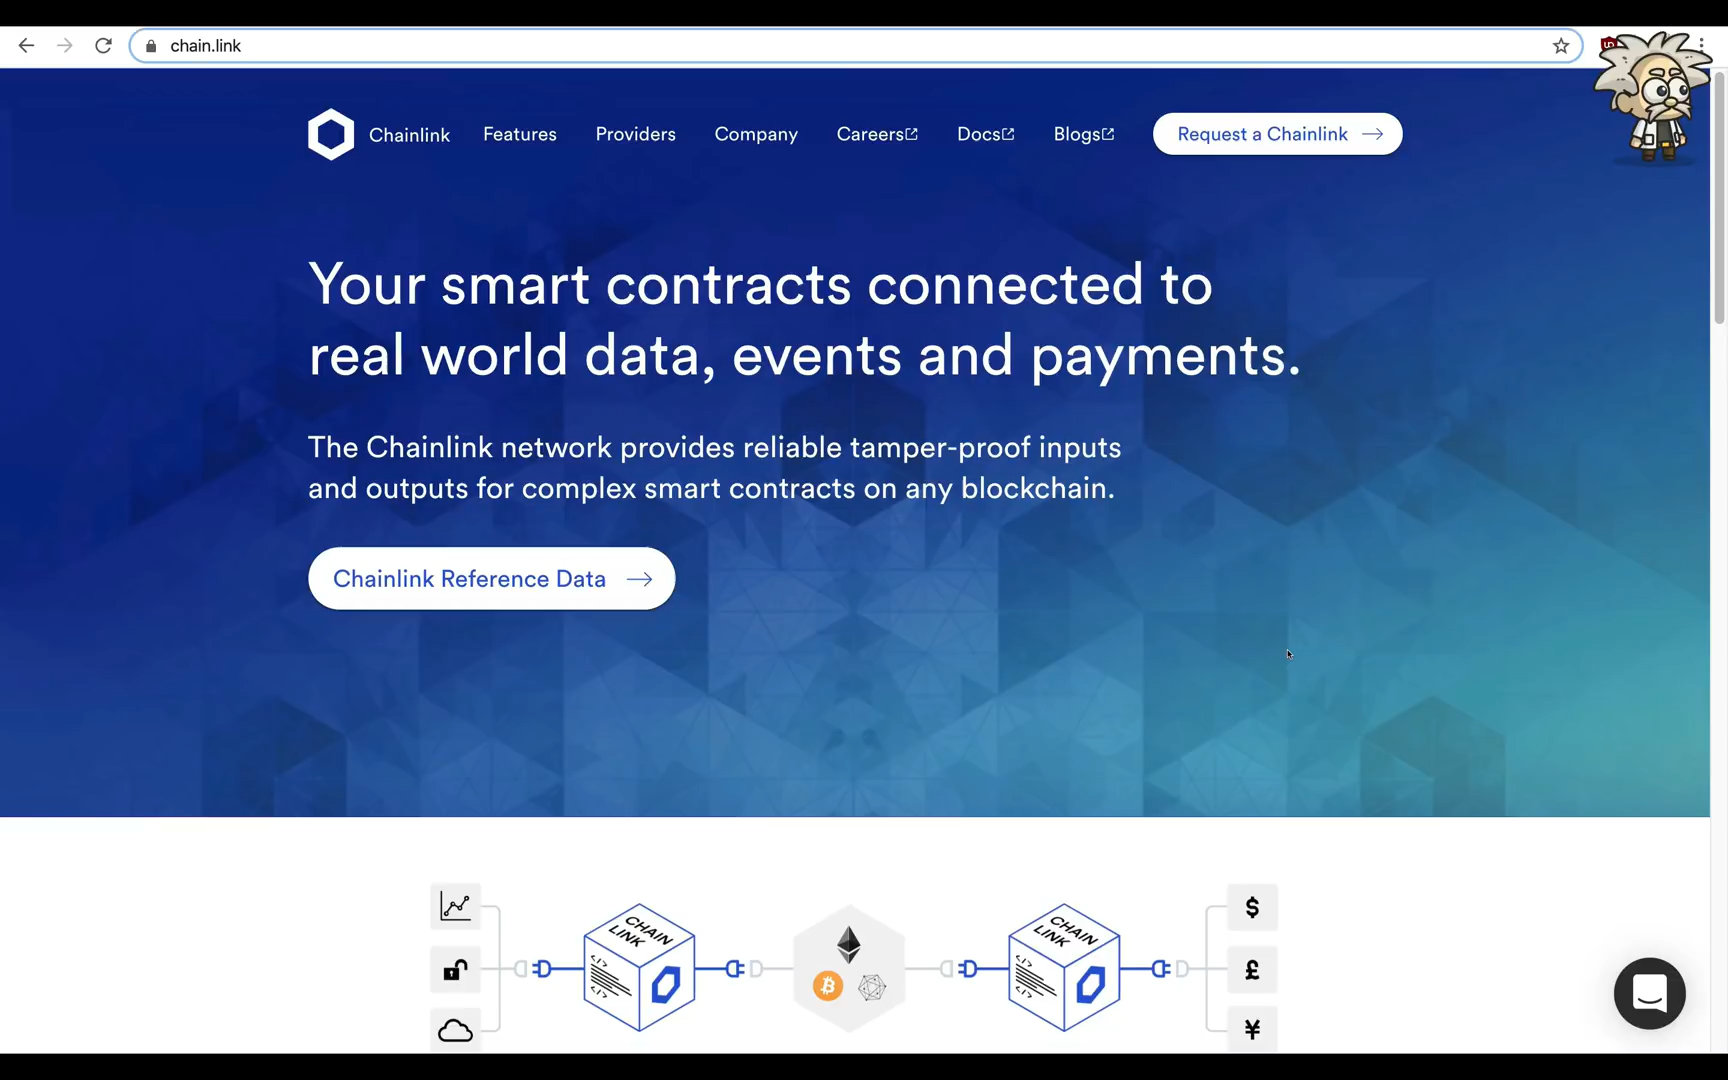 chain.link
Chainlink Features Providers Company Careers Docs Blogs Request a Chainlink
Your smart contracts connected to
real world data, events and payments.
The Chainlink network provides reliable tamper-proof inputs
and outputs for complex smart contracts on any blockchain.
Chainlink Reference Data
CHAIN
LINK
</>
</>
CHAIN
LINK
</>
</>
$
£
¥